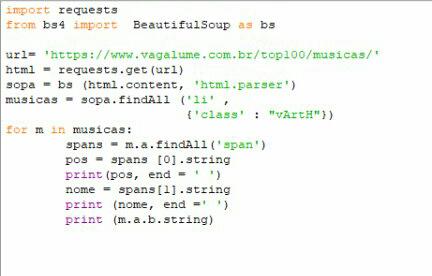 import requests
from bs4 import  BeautifulSoup as bs
url= 'https://www.vagalume.com.br/top100/musicas/'
html = requests.get(url)
sopa = bs (html.content, 'html.parser')
musicas = sopa.findAll ('li' ,
                        {'class' : "vArtH"})
for m in musicas:
        spans = m.a.findAll('span')
        pos = spans [0].string
        print(pos, end = ' ')
        nome = spans[1].string
        print (nome, end =' ')
        print (m.a.b.string)